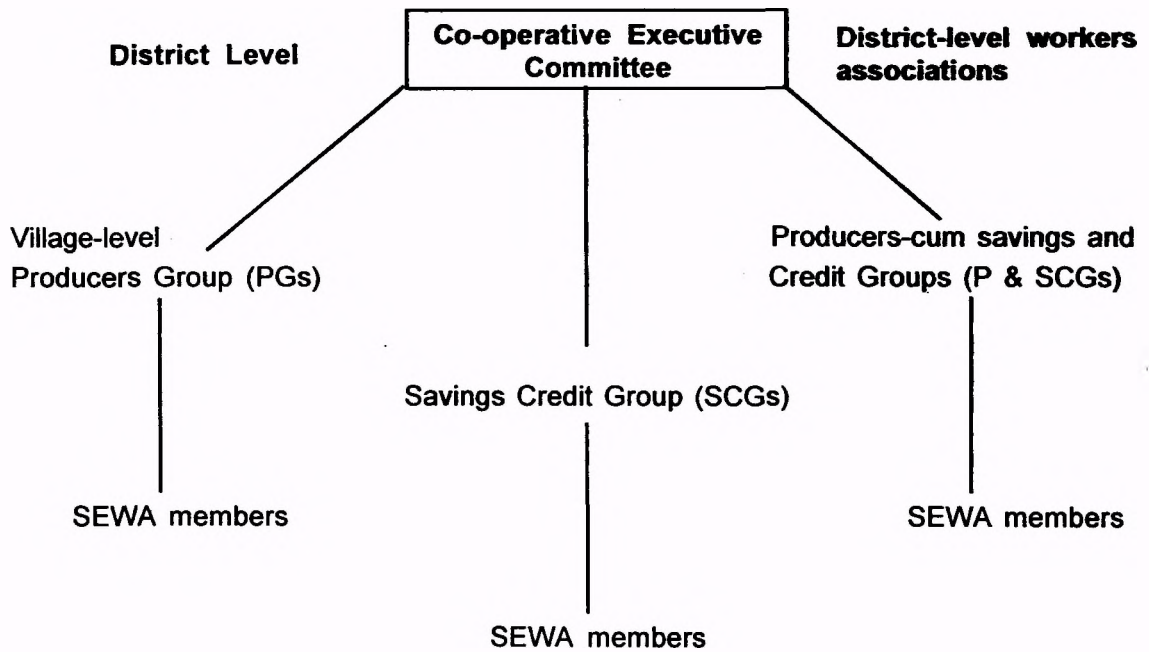 District Level
Co-operative Executive
Committee
District-level workers
associations
Village-level
Producers Group (PGs)
Producers-cum savings and
Credit Groups (P & SCGs)
Savings Credit Group (SCGs)
SEWA members
SEWA members
SEWA members